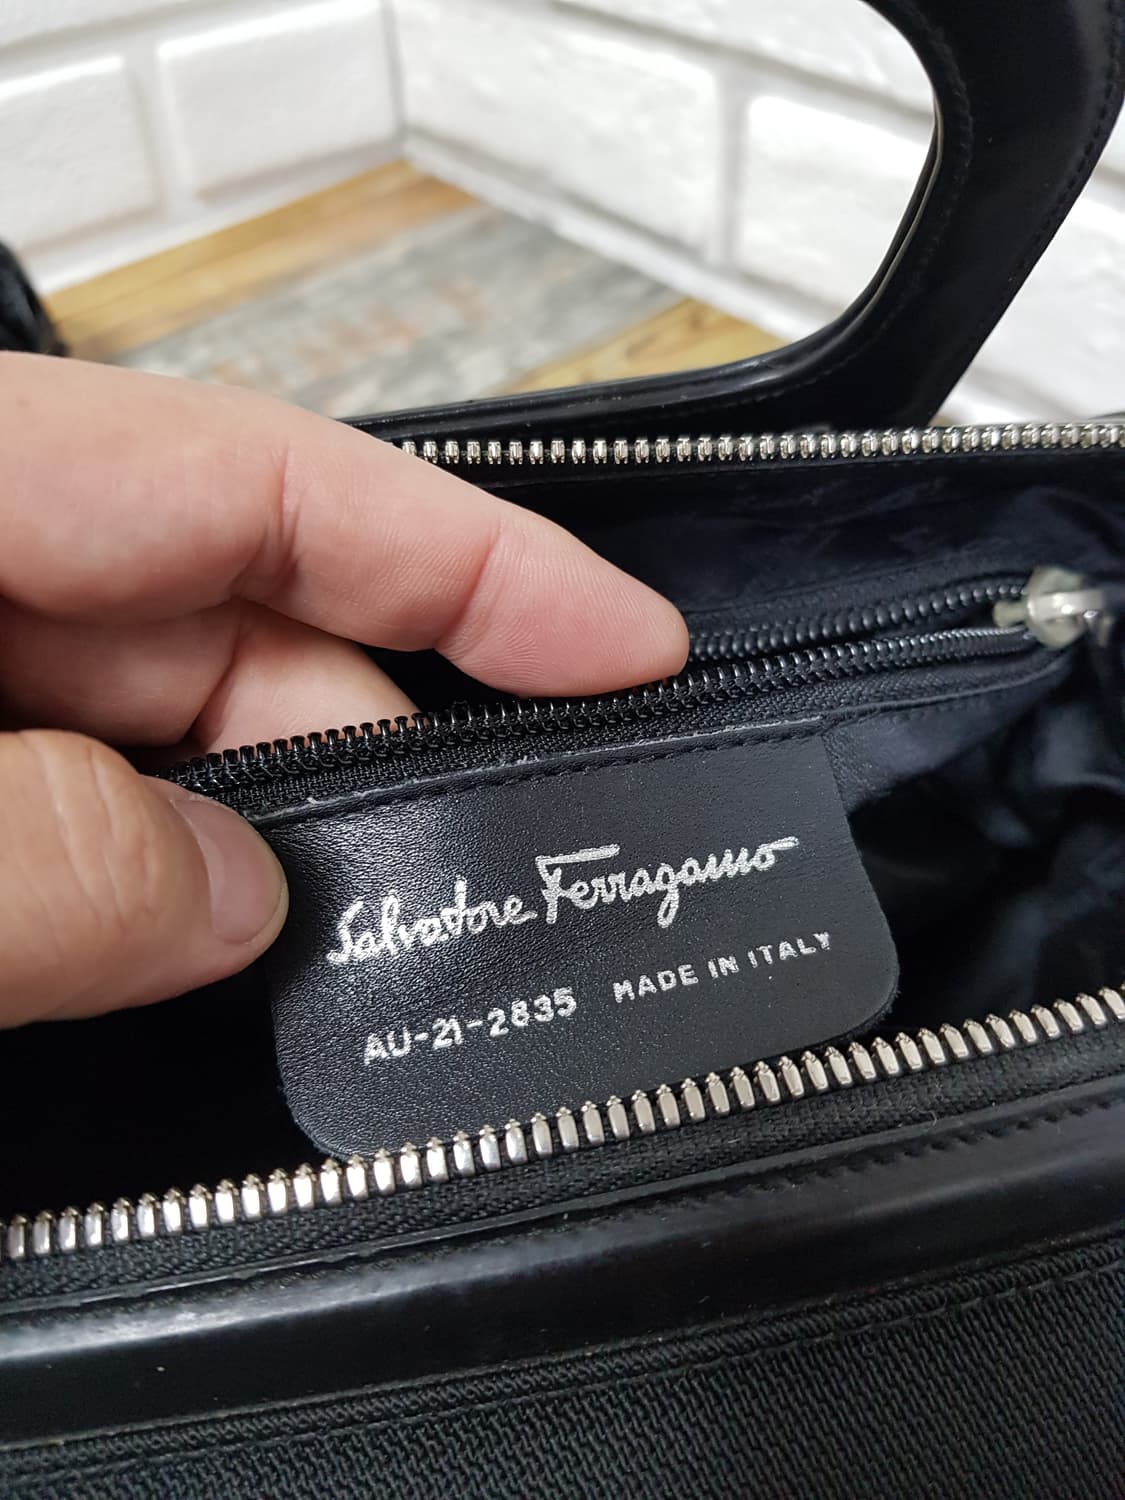 Salvatore Ferragamo
AU-21-2835 MADE IN ITALY